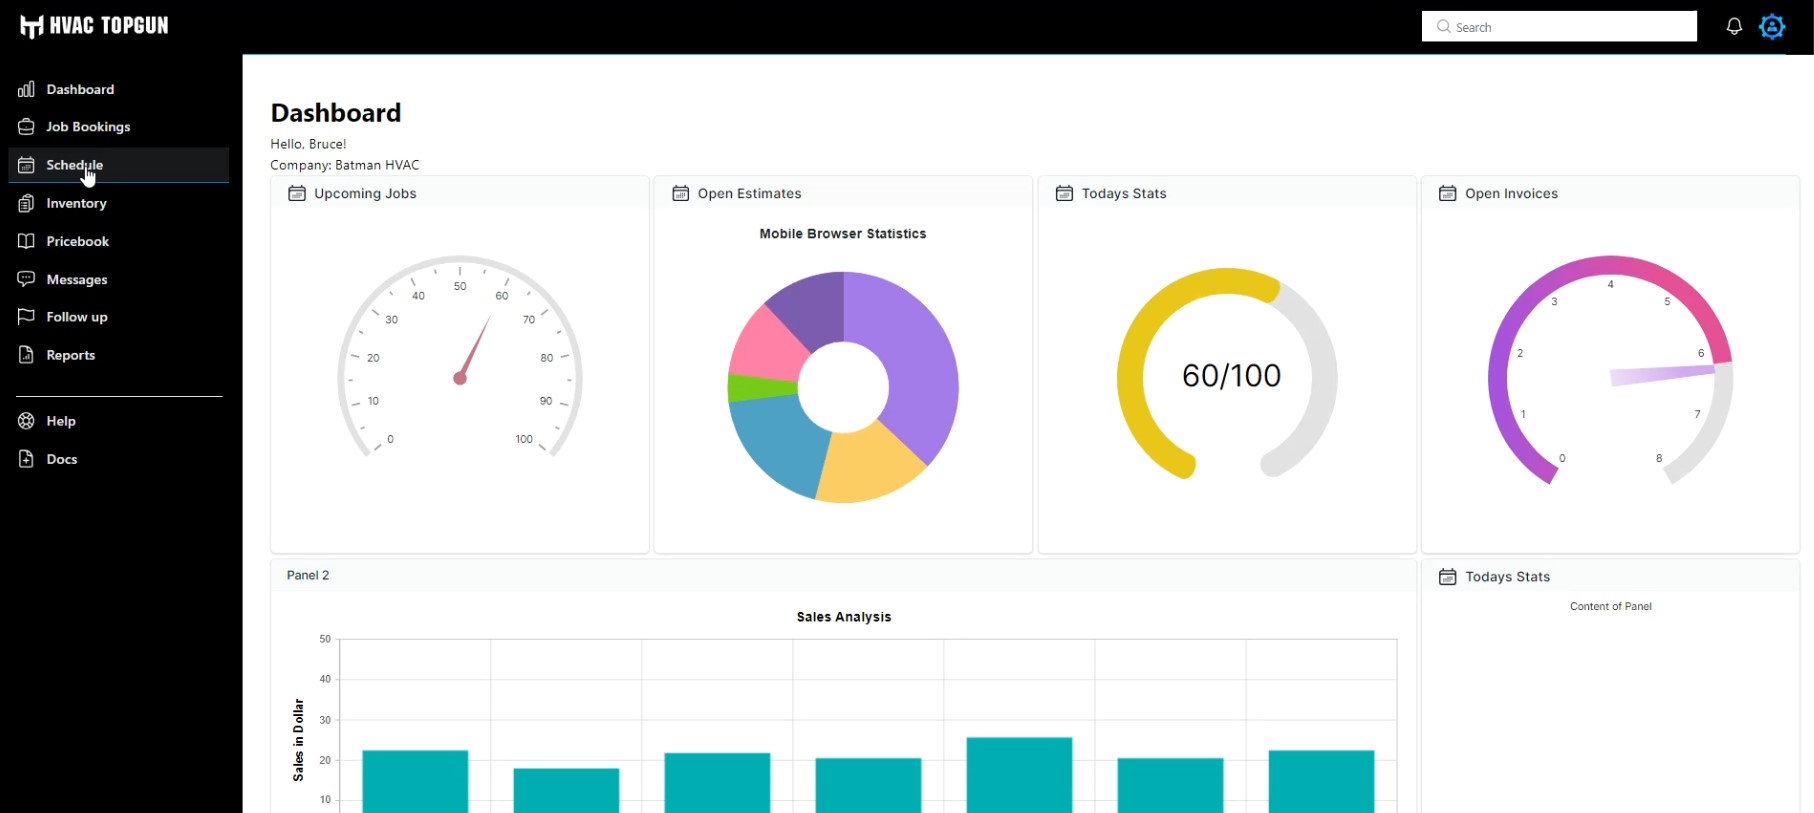 HVAC TOPGUN
Search
Dashboard
Job Bookings
Schedule
Inventory
Pricebook
Messages
Follow up
Reports
Help
Docs
Dashboard
Hello, Bruce!
Company: Batman HVAC
Upcoming Jobs
0
10
20
30
40
50
60
70
80
90
100
Open Estimates
Mobile Browser Statistics
Todays Stats
60/100
Open Invoices
0
1
2
3
4
5
6
7
8
Panel 2
Sales Analysis
Sales in Dollar
50
40
30
20
10
Todays Stats
Content of Panel